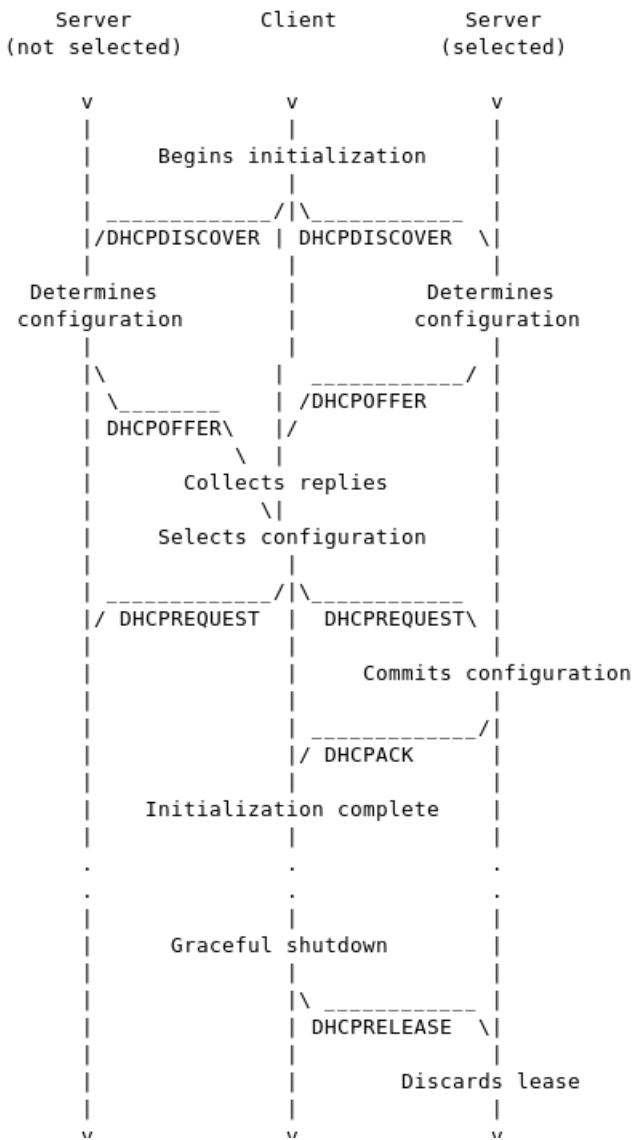 Server Client Server
(not selected) (selected)
v v v
Begins initialization
DHCPDISCOVER DHCPDISCOVER
Determines Determines
configuration configuration
DHCPOFFER
DHCPOFFER
Collects replies
Selects configuration
DHCPREQUEST DHCPREQUEST
Commits configuration
DHCPACK
Initialization complete
. . .
. . .
Graceful shutdown
DHCPRELEASE
Discards lease
v v v